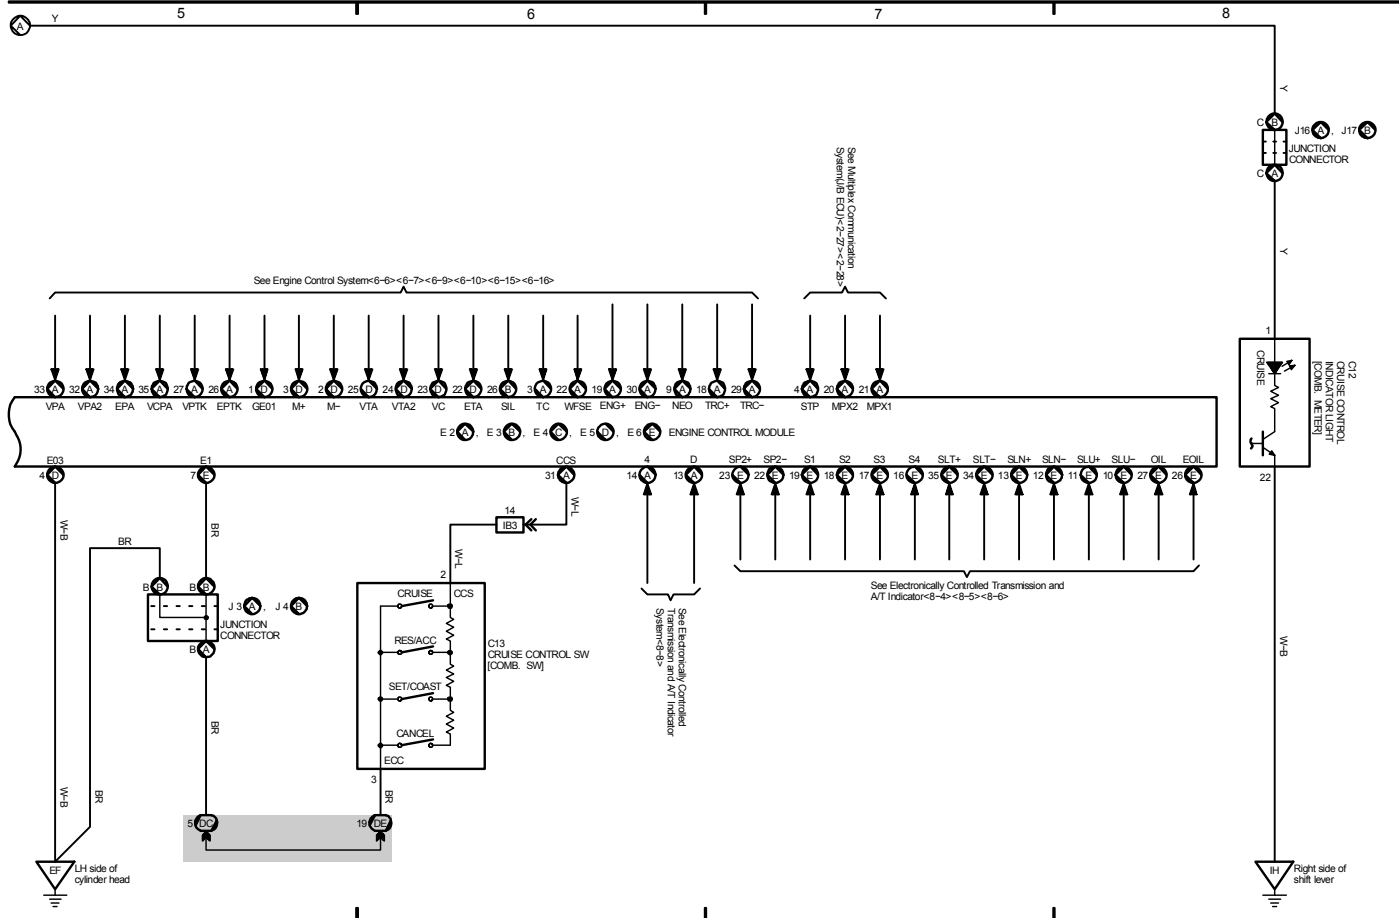 5 6 7 8
A Y
Y
C B J16 A , J17 B
JUNCTION
CONNECTOR
C A
Y
See Multiplex Communication
System(J/B ECU)<2-27><2-28>
See Engine Control System<6-6><6-7><6-9><6-10><6-15><6-16>
33 A 32 A 34 A 35 A 27 A 26 A 1 D 3 D 2 D 25 D 24 D 23 D 22 D 26 B 3 A 22 A 19 A 30 A 9 A 18 A 29 A 4 A 20 A 21 A
VPA VPA2 EPA VCPA VPTK EPTK GE01 M+ M− VTA VTA2 VC ETA SIL TC WFSE ENG+ ENG− NEO TRC+ TRC− STP MPX2 MPX1
E 2 A , E 3 B , E 4 C , E 5 D , E 6 E ENGINE CONTROL MODULE
E03 E1 CCS 4 D SP2+ SP2− S1 S2 S3 S4 SLT+ SLT− SLN+ SLN− SLU+ SLU− OIL EOIL
4 D 7 E 31 A 14 A 13 A 23 E 22 E 19 E 18 E 17 E 16 E 35 E 34 E 13 E 12 E 11 E 10 E 27 E 26 E
1
CRUISE
C12
CRUISE CONTROL
INDICATOR LIGHT
[COMB. METER]
22
W-B
BR
W-L
14
IB3
W-L
BR
B B B B
J 3 A , J 4 B
JUNCTION
CONNECTOR
B A
2
CRUISE CCS
RES/ACC
SET/COAST
CANCEL
ECC
3
C13
CRUISE CONTROL SW
[COMB. SW]
See Electronically Controlled
Transmission and A/T Indicator
System<8-8>
See Electronically Controlled Transmission and
A/T Indicator<8-4><8-5><8-6>
BR
W-B
W-B
BR
BR
5 DC 19 DE
EF
LH side of
cylinder head
IH
Right side of
shift lever